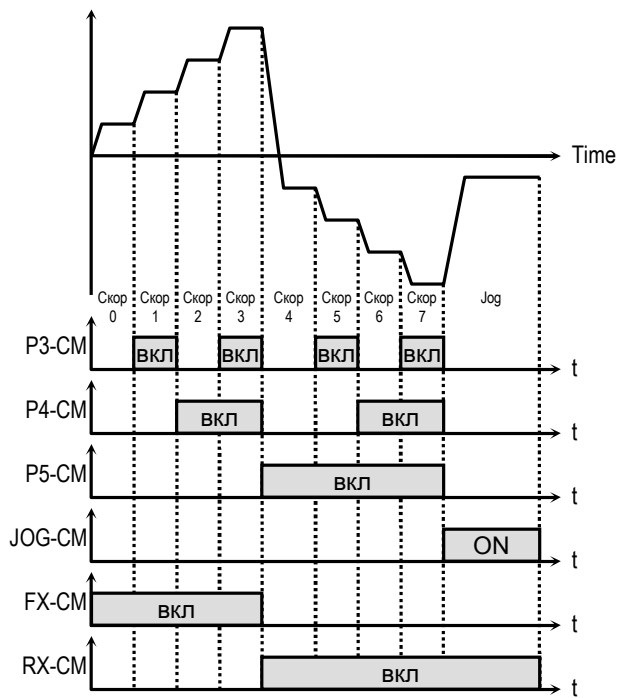 Time
Скор 0
Скор 1
Скор 2
Скор 3
Скор 4
Скор 5
Скор 6
Скор 7
Jog
P3-CM
ВКЛ
ВКЛ
ВКЛ
ВКЛ
t
P4-CM
ВКЛ
ВКЛ
t
P5-CM
ВКЛ
t
JOG-CM
ON
t
FX-CM
ВКЛ
t
RX-CM
ВКЛ
t